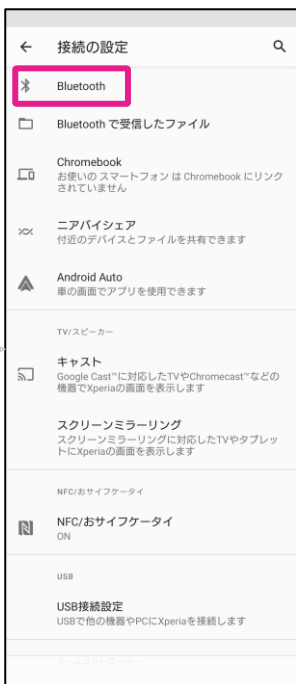 接続の設定
Bluetooth
Bluetooth で受信したファイル
Chromebook
お使いの スマートフォン は Chromebook にリンク
されていません
ニアバイシェア
付近のデバイスとファイルを共有できます
Android Auto
車の画面でアプリを使用できます
TV/スピーカー
キャスト
Google Cast™に対応したTVやChromecast™などの
機器でXperiaの画面を表示します
スクリーンミラーリング
スクリーンミラーリングに対応したTVやタブレッ
トにXperiaの画面を表示します
NFC/おサイフケータイ
NFC/おサイフケータイ
ON
USB
USB接続設定
USBで他の機器やPCにXperiaを接続します